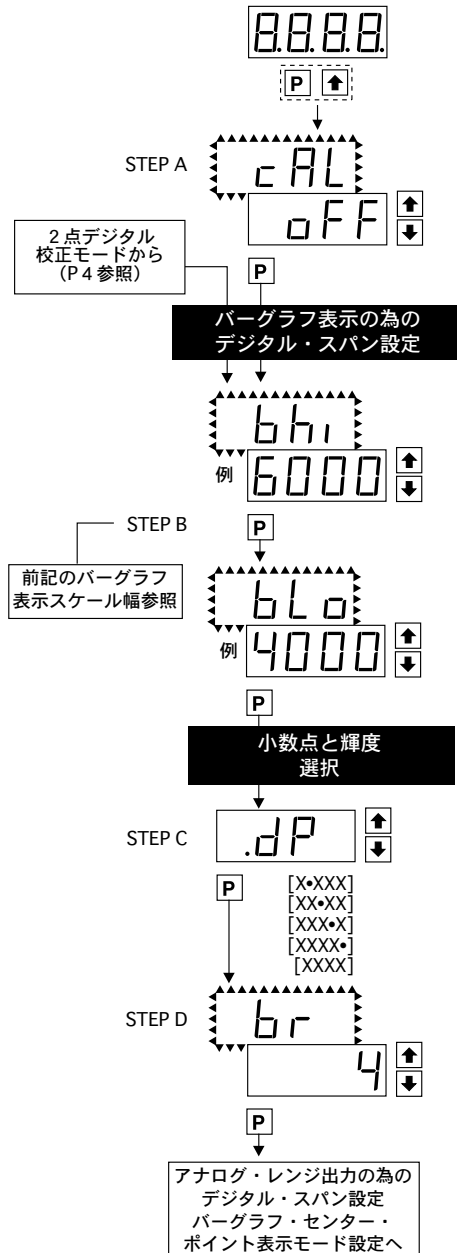 8.8.8.8.
P
STEP A
cAL
oFF
2点デジタル
校正モードから
(P4参照)
P
バーグラフ表示の為の
デジタル・スパン設定
bhi
例 6000
STEP B
P
前記のバーグラフ
表示スケール幅参照
bLo
例 4000
P
小数点と輝度
選択
STEP C
.dP
P
[X•XXX]
[XX•XX]
[XXX•X]
[XXXX•]
[XXXX]
STEP D
br
4
P
アナログ・レンジ出力の為の
デジタル・スパン設定
バーグラフ・センター・
ポイント表示モード設定へ